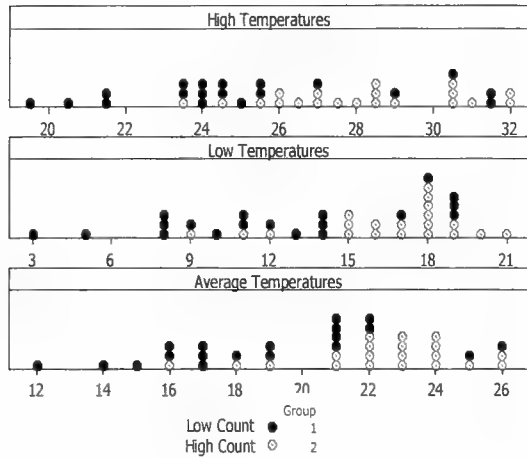 High Temperatures
20 22 24 26 28 30 32
Low Temperatures
3 6 9 12 15 18 21
Average Temperatures
12 14 16 18 20 22 24 26
Group
Low Count 1
High Count 2